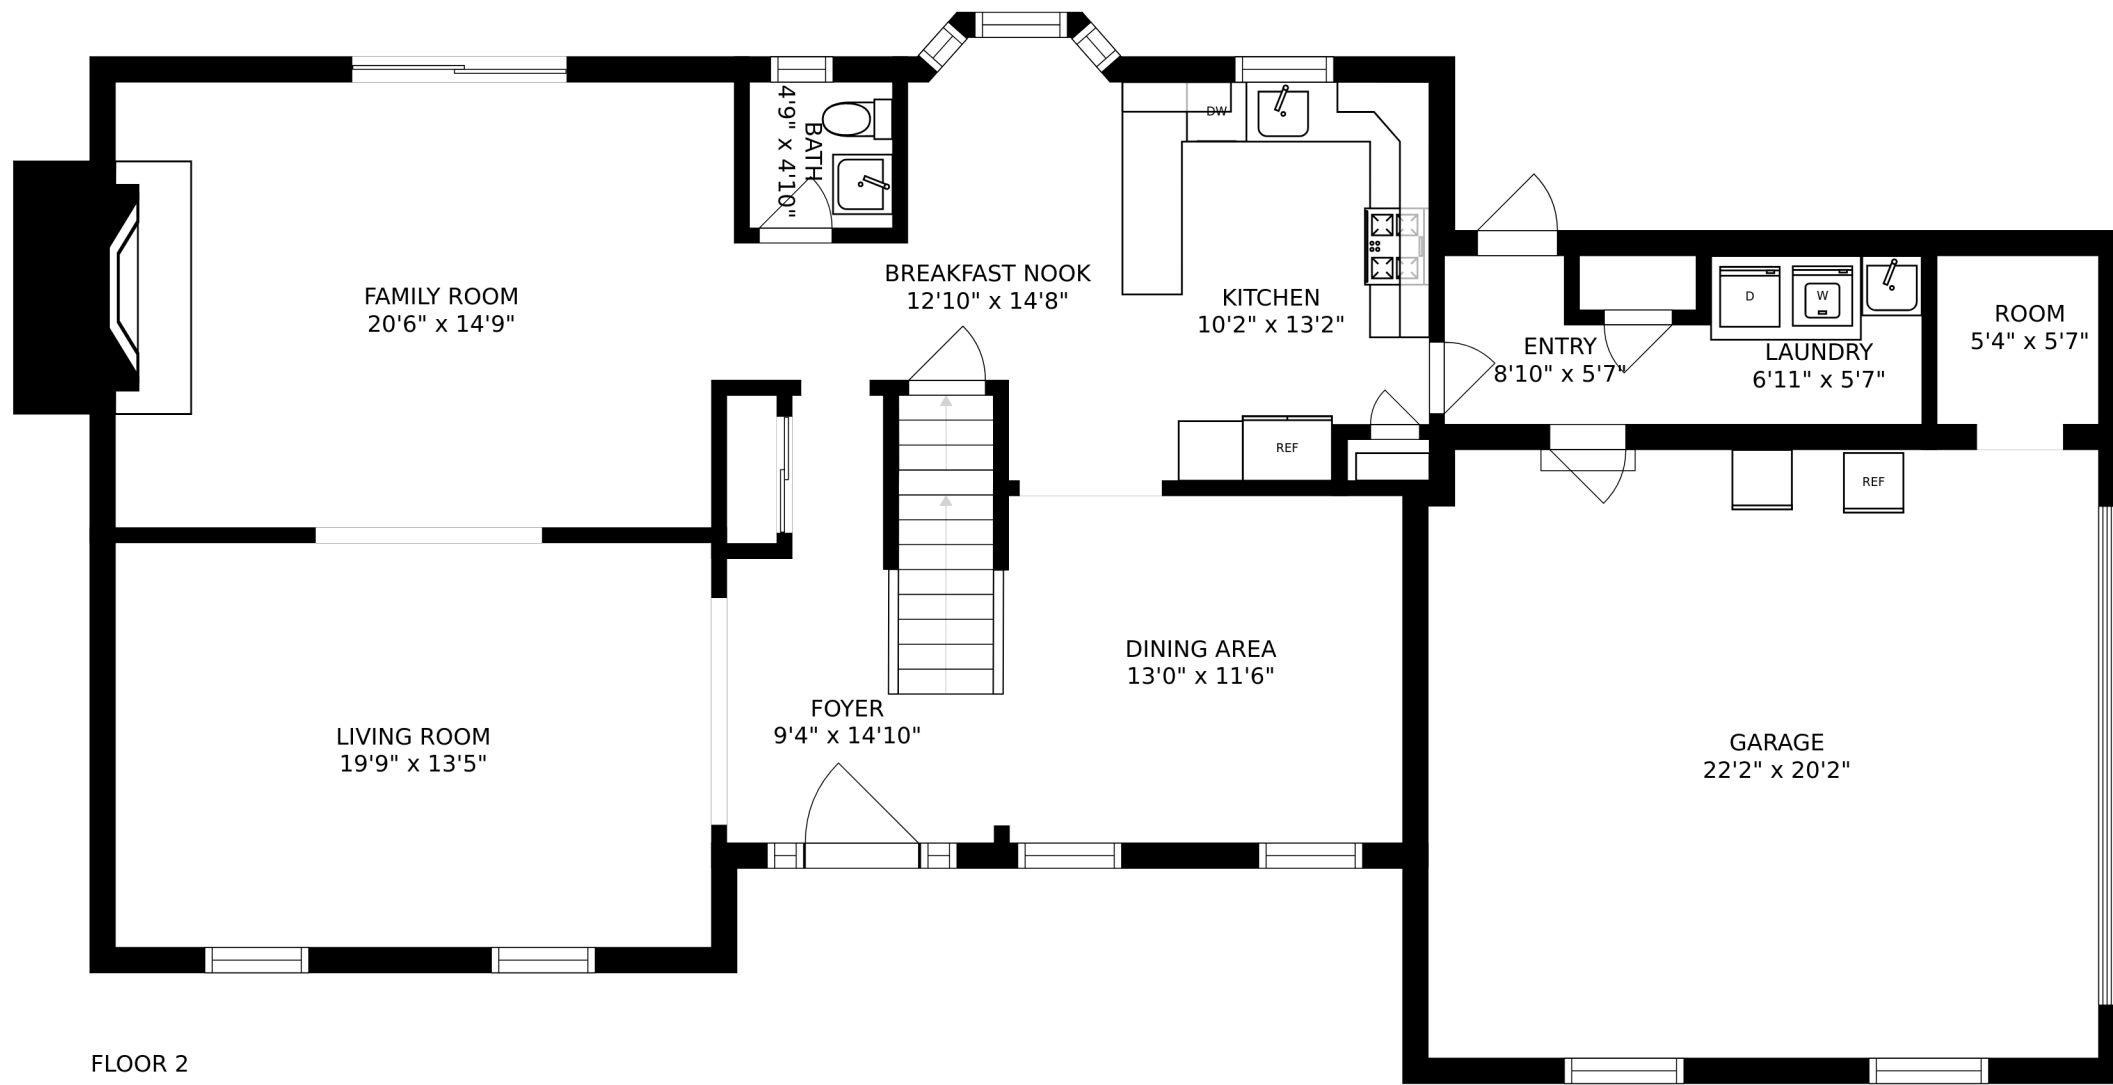 DW
4'9" x 4'10"
BATH
BREAKFAST NOOK
12'10" x 14'8"
FAMILY ROOM
20'6" x 14'9"
KITCHEN
10'2" x 13'2"
D
W
ENTRY
8'10" x 5'7"
LAUNDRY
6'11" x 5'7"
ROOM
5'4" x 5'7"
REF
REF
DINING AREA
13'0" x 11'6"
FOYER
9'4" x 14'10"
LIVING ROOM
19'9" x 13'5"
GARAGE
22'2" x 20'2"
FLOOR 2